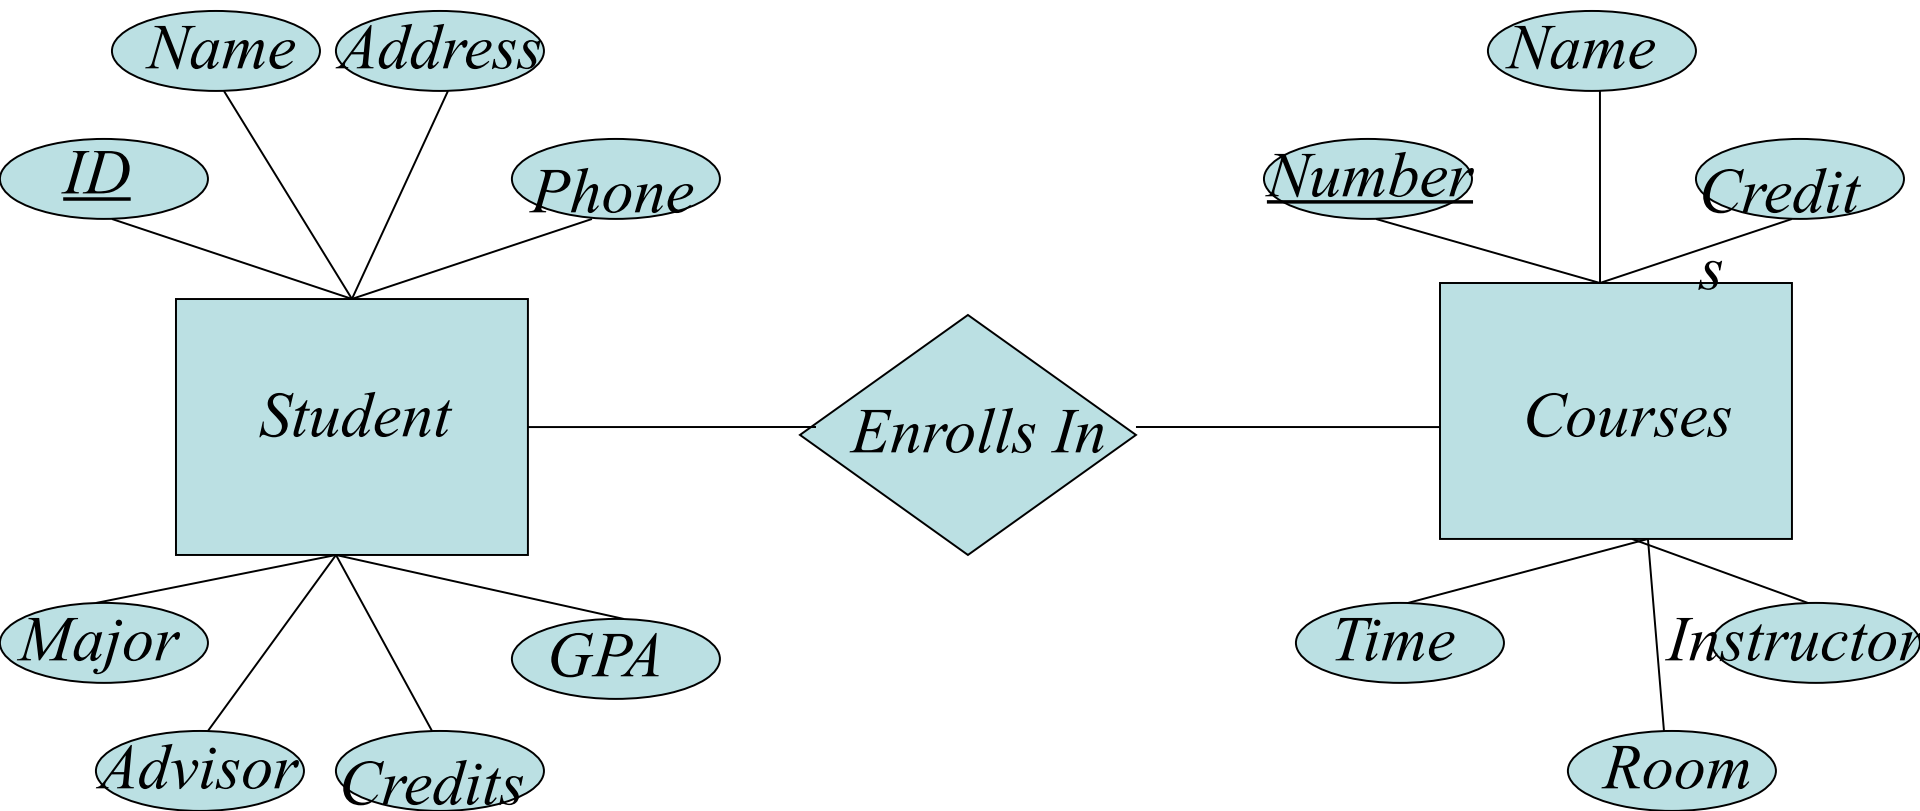 Name
Address
Name
ID
Phone
Number
Credit
s
Student
Enrolls In
Courses
Major
GPA
Time
Instructor
Advisor
Credits
Room